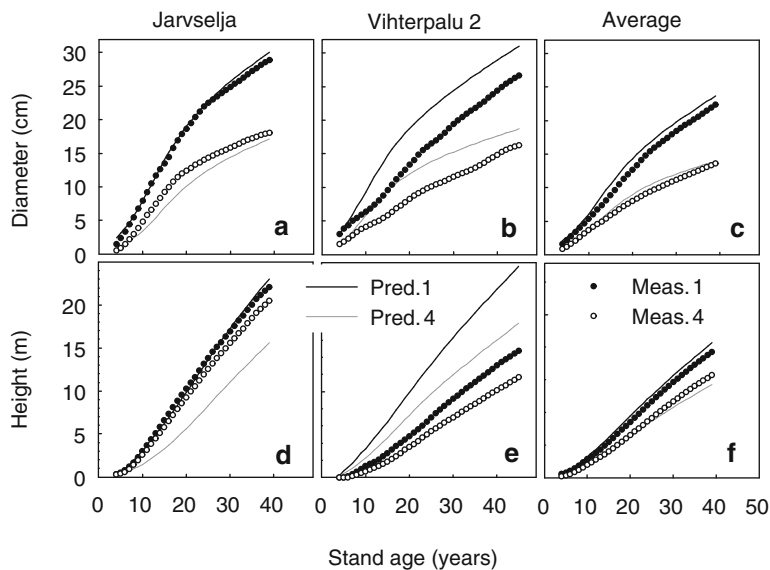 Jarvselja Vihterpalu 2 Average
30
25
20
15
10
5
0
Diameter (cm)
a b c
20
15
10
5
0
Height (m)
Pred.1
Pred.4
Meas.1
Meas.4
d e f
0 10 20 30 40 0 10 20 30 40 0 10 20 30 40 50
Stand age (years)